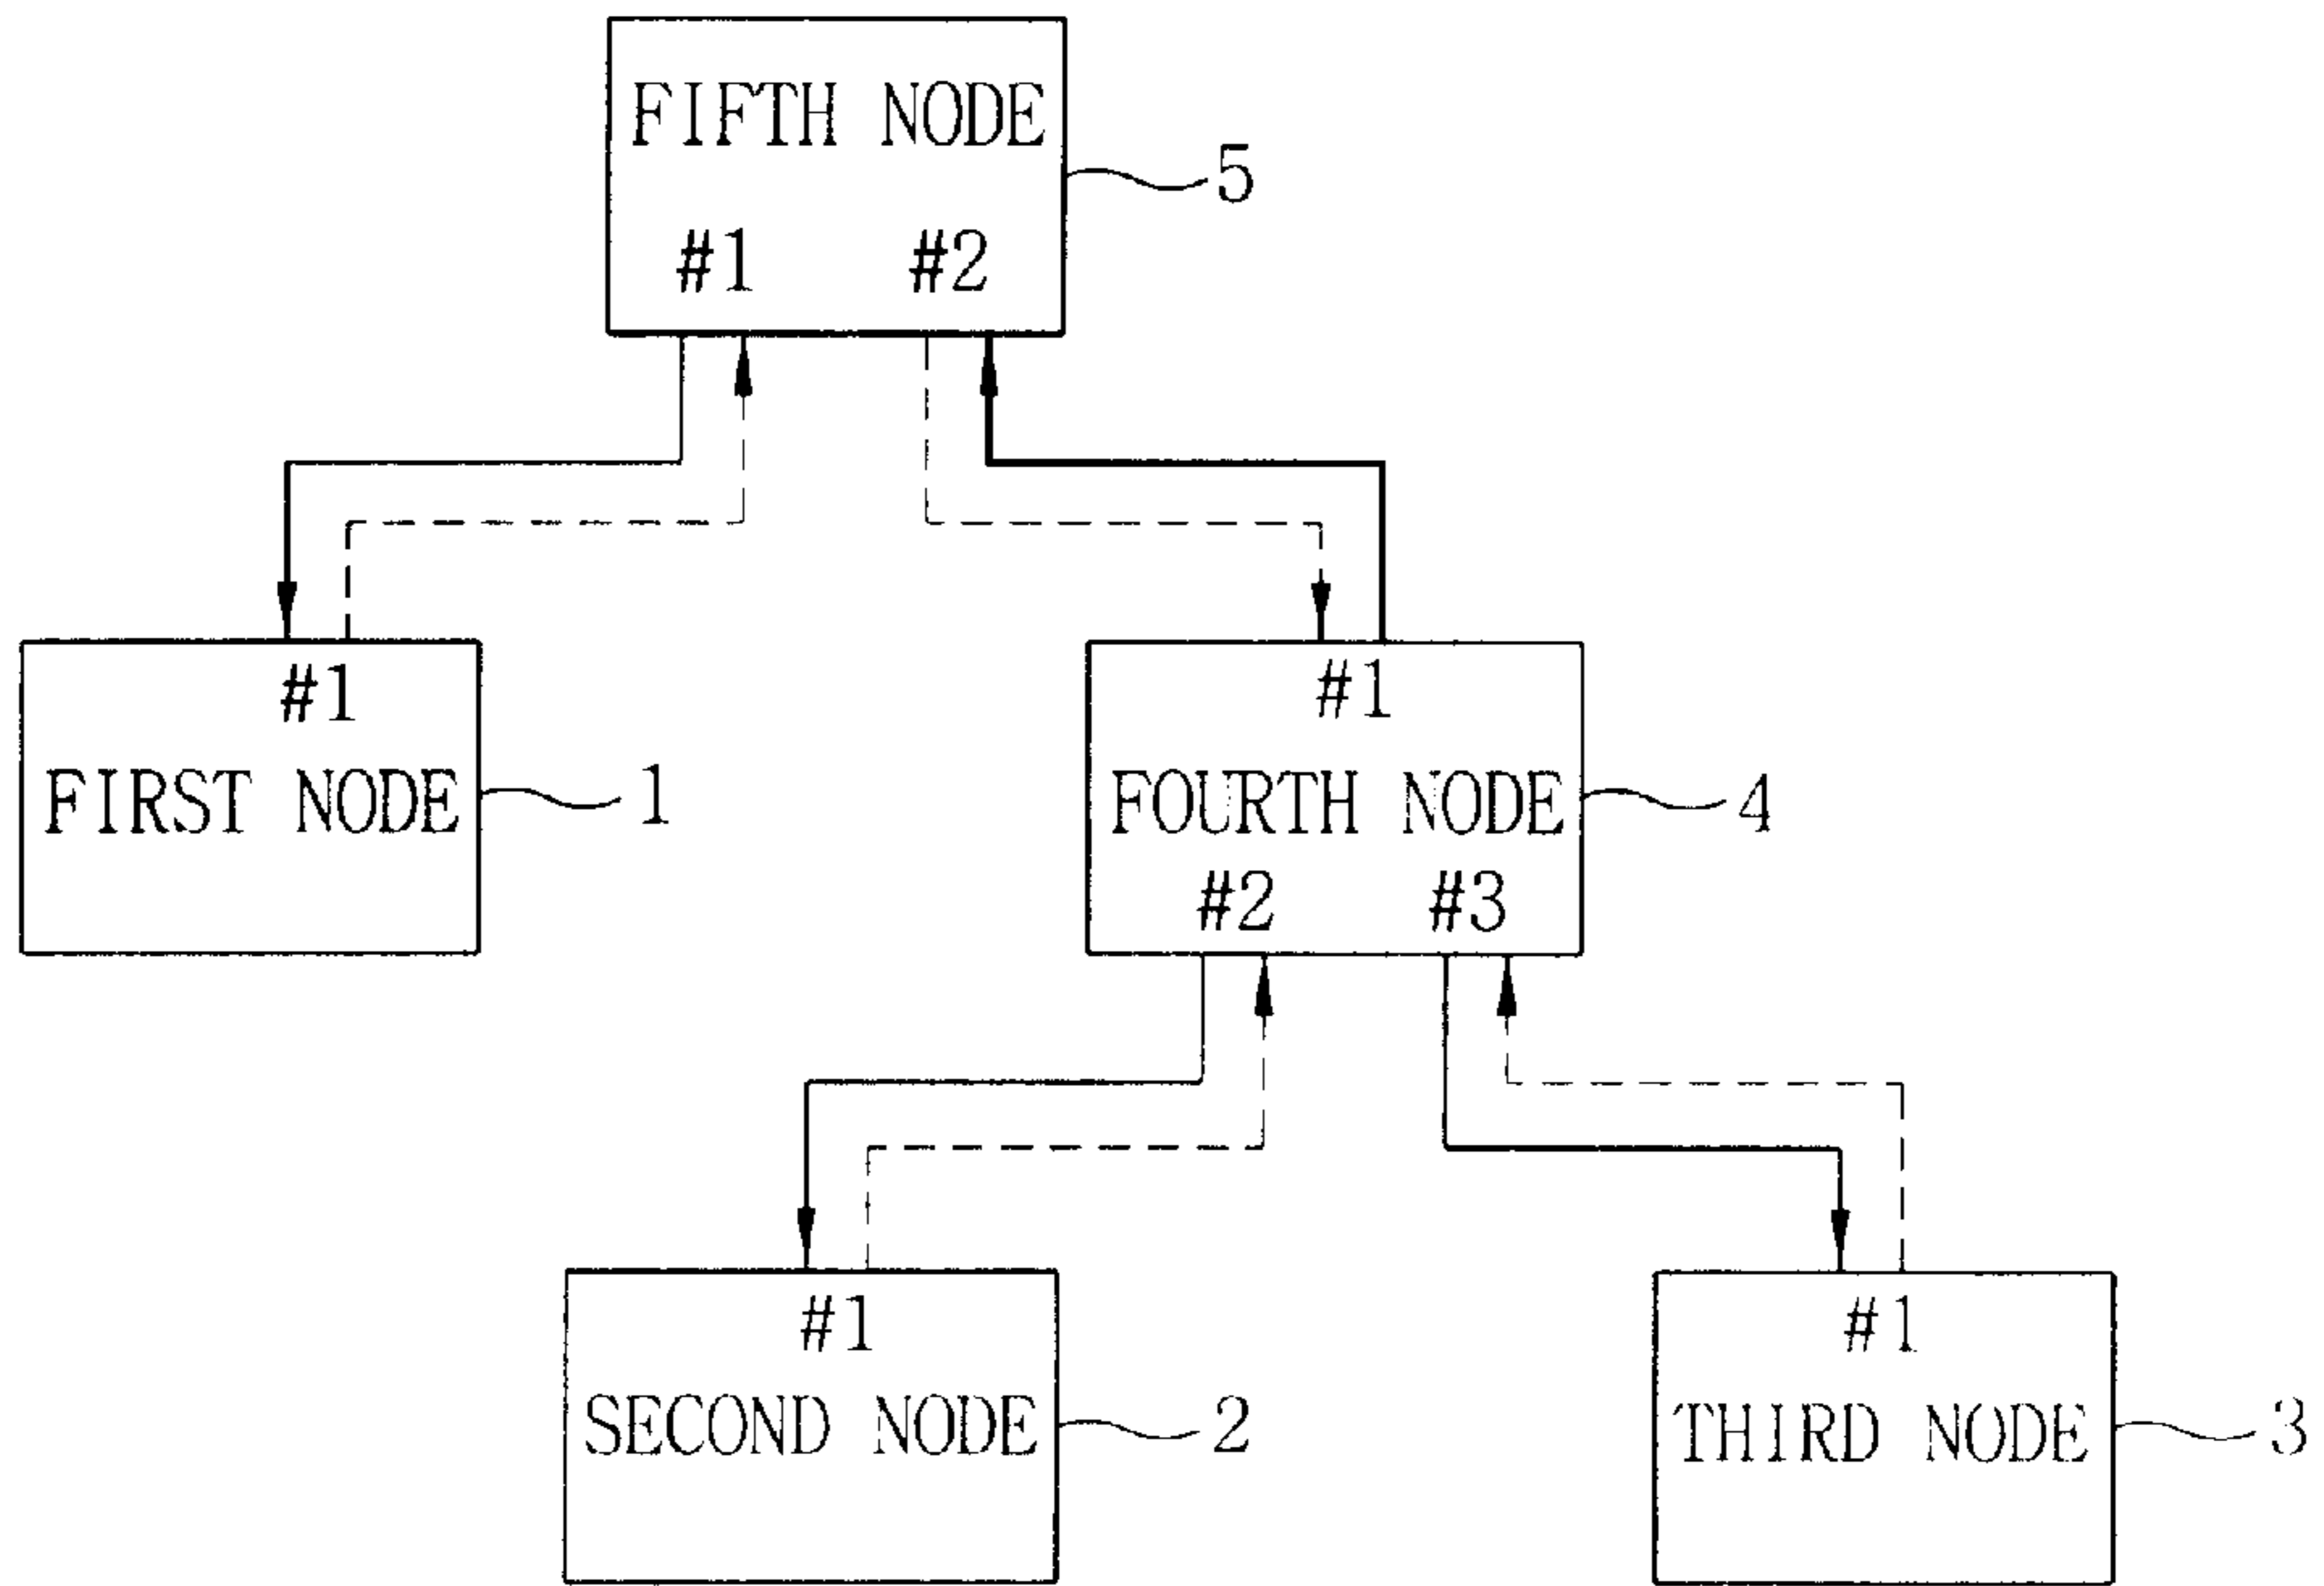 FIFTH NODE
5
#1 #2
#1
FIRST NODE
1
#1
FOURTH NODE
4
#2 #3
#1
SECOND NODE
2
#1
THIRD NODE
3